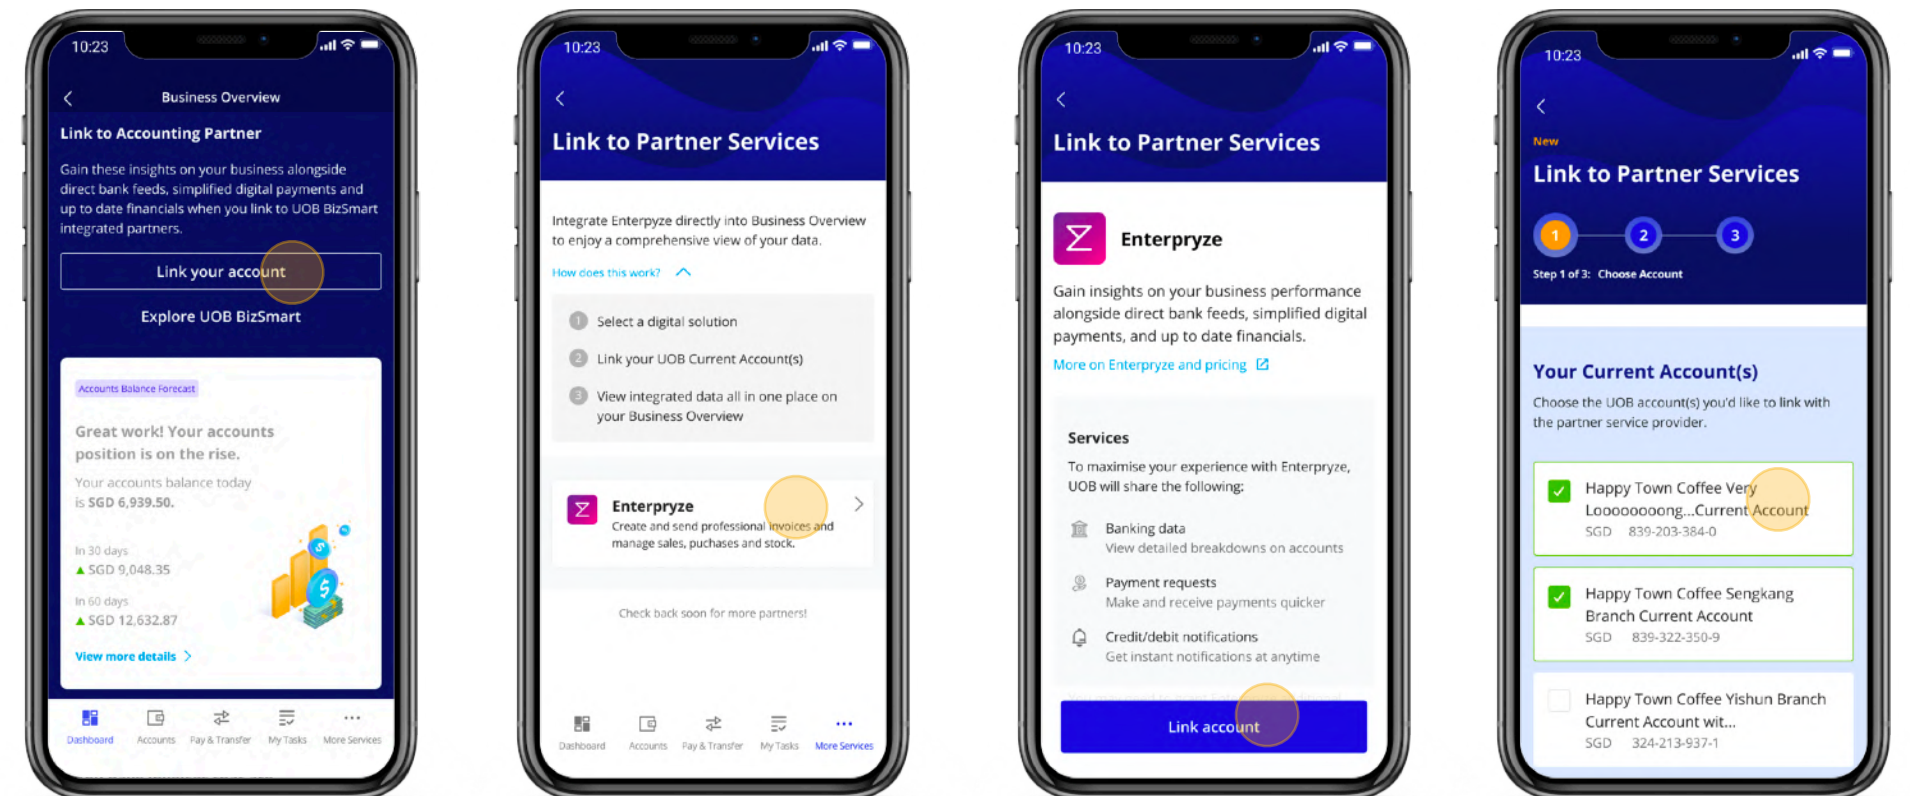 10:23
Business Overview
Link to Accounting Partner
Gain these insights on your business alongside
direct bank feeds, simplified digital payments and
up to date financials when you link to UOB BizSmart
integrated partners.
Link your account
Explore UOB BizSmart
Accounts Balance Forecast
Great work! Your accounts
position is on the rise.
Your accounts balance today
is SGD 6,939.50.
In 30 days
SGD 9,048.35
In 60 days
SGD 12,632.87
View more details
Dashboard Accounts Pay & Transfer My Tasks More Services
10:23
Link to Partner Services
Integrate Enterpyze directly into Business Overview
to enjoy a comprehensive view of your data.
How does this work?
1 Select a digital solution
2 Link your UOB Current Account(s)
3 View integrated data all in one place on
your Business Overview
Enterpryze
Create and send professional invoices and
manage sales, puchases and stock.
Check back soon for more partners!
Dashboard Accounts Pay & Transfer My Tasks More Services
10:23
Link to Partner Services
Enterpryze
Gain insights on your business performance
alongside direct bank feeds, simplified digital
payments, and up to date financials.
More on Enterpryze and pricing
Services
To maximise your experience with Enterpryze,
UOB will share the following:
Banking data
View detailed breakdowns on accounts
Payment requests
Make and receive payments quicker
Credit/debit notifications
Get instant notifications at anytime
Link account
10:23
New
Link to Partner Services
1 2 3
Step 1 of 3: Choose Account
Your Current Account(s)
Choose the UOB account(s) you'd like to link with
the partner service provider.
Happy Town Coffee Very
Looooooooong...Current Account
SGD 839-203-384-0
Happy Town Coffee Sengkang
Branch Current Account
SGD 839-322-350-9
Happy Town Coffee Yishun Branch
Current Account wit...
SGD 324-213-937-1